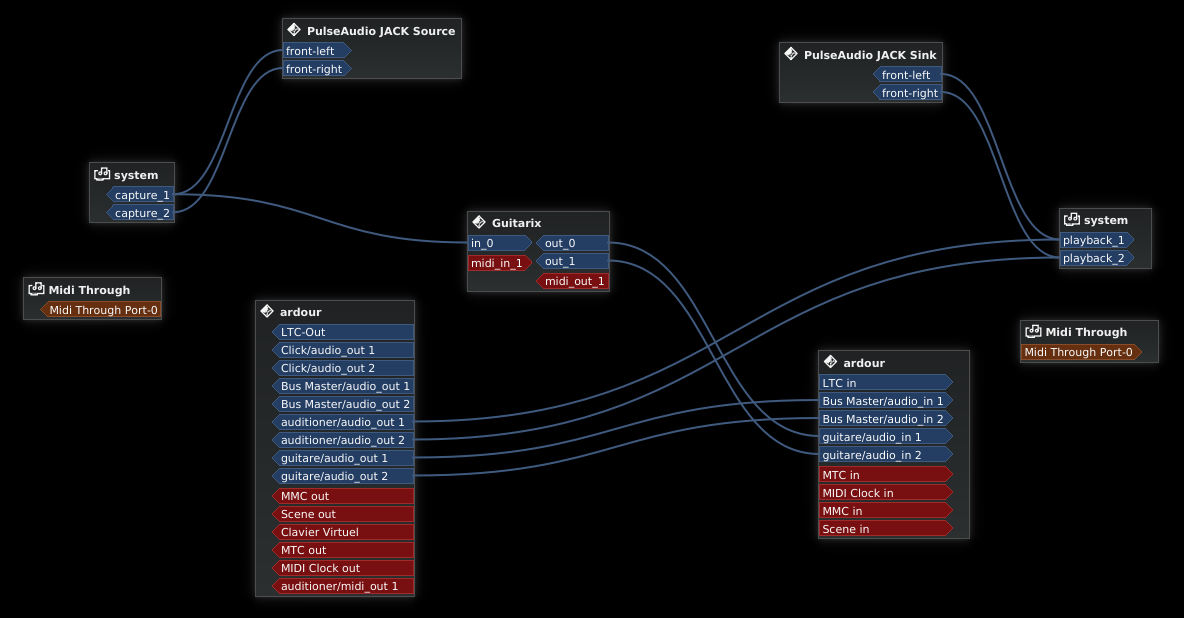 PulseAudio JACK Source
front-left
front-right
PulseAudio JACK Sink
front-left
front-right
system
capture_1
capture_2
Guitarix
in_0
out_0
midi_in_1
out_1
midi_out_1
system
playback_1
playback_2
Midi Through
Midi Through Port-0
ardour
LTC-Out
Click/audio_out 1
Click/audio_out 2
Bus Master/audio_out 1
Bus Master/audio_out 2
auditioner/audio_out 1
auditioner/audio_out 2
guitare/audio_out 1
guitare/audio_out 2
MMC out
Scene out
Clavier Virtuel
MTC out
MIDI Clock out
auditioner/midi_out 1
Midi Through
Midi Through Port-0
ardour
LTC in
Bus Master/audio_in 1
Bus Master/audio_in 2
guitare/audio_in 1
guitare/audio_in 2
MTC in
MIDI Clock in
MMC in
Scene in